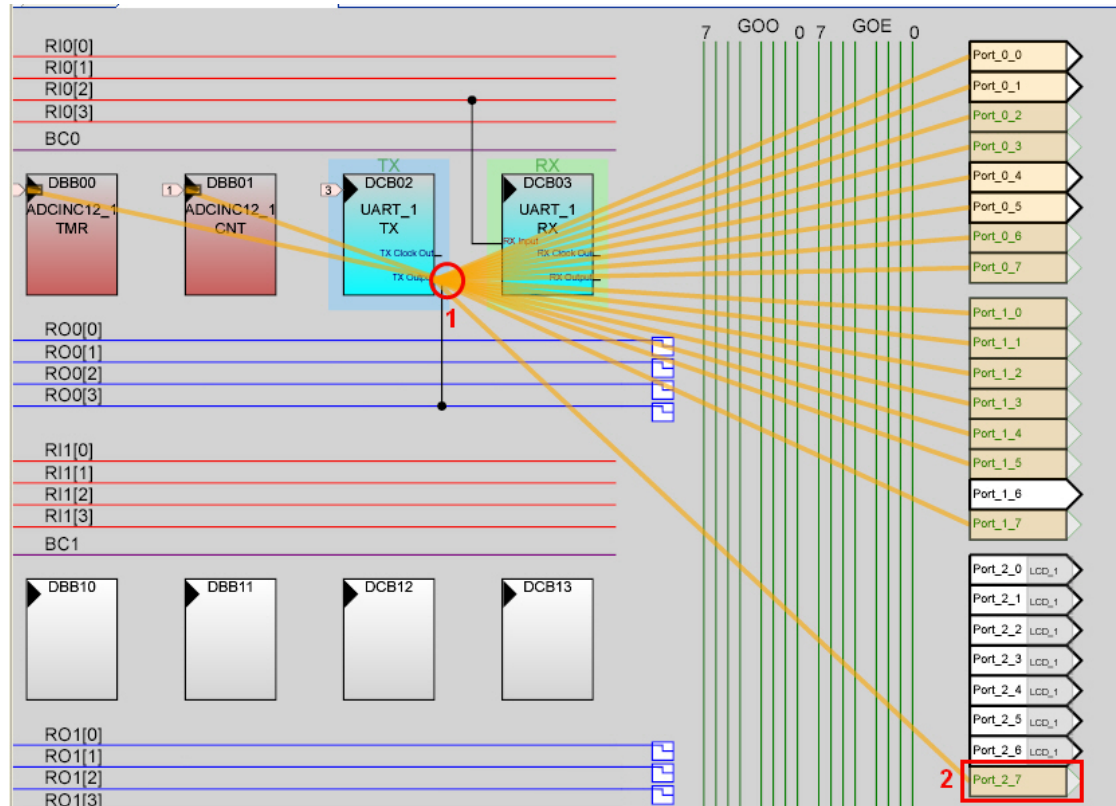 7 GOO 0 7 GOE 0
RI0[0]
RI0[1]
RI0[2]
RI0[3]
BC0
TX
RX
DBB00
ADCINC12_1
TMR
1
DBB01
ADCINC12_1
CNT
3
DCB02
UART_1
TX
TX Clock Out
TX Output
DCB03
UART_1
RX
RX Input
RX Clock Out
RX Output
1
RO0[0]
RO0[1]
RO0[2]
RO0[3]
RI1[0]
RI1[1]
RI1[2]
RI1[3]
BC1
DBB10
DBB11
DCB12
DCB13
RO1[0]
RO1[1]
RO1[2]
RO1[3]
Port_0_0
Port_0_1
Port_0_2
Port_0_3
Port_0_4
Port_0_5
Port_0_6
Port_0_7
Port_1_0
Port_1_1
Port_1_2
Port_1_3
Port_1_4
Port_1_5
Port_1_6
Port_1_7
Port_2_0 LCD_1
Port_2_1 LCD_1
Port_2_2 LCD_1
Port_2_3 LCD_1
Port_2_4 LCD_1
Port_2_5 LCD_1
Port_2_6 LCD_1
2 Port_2_7